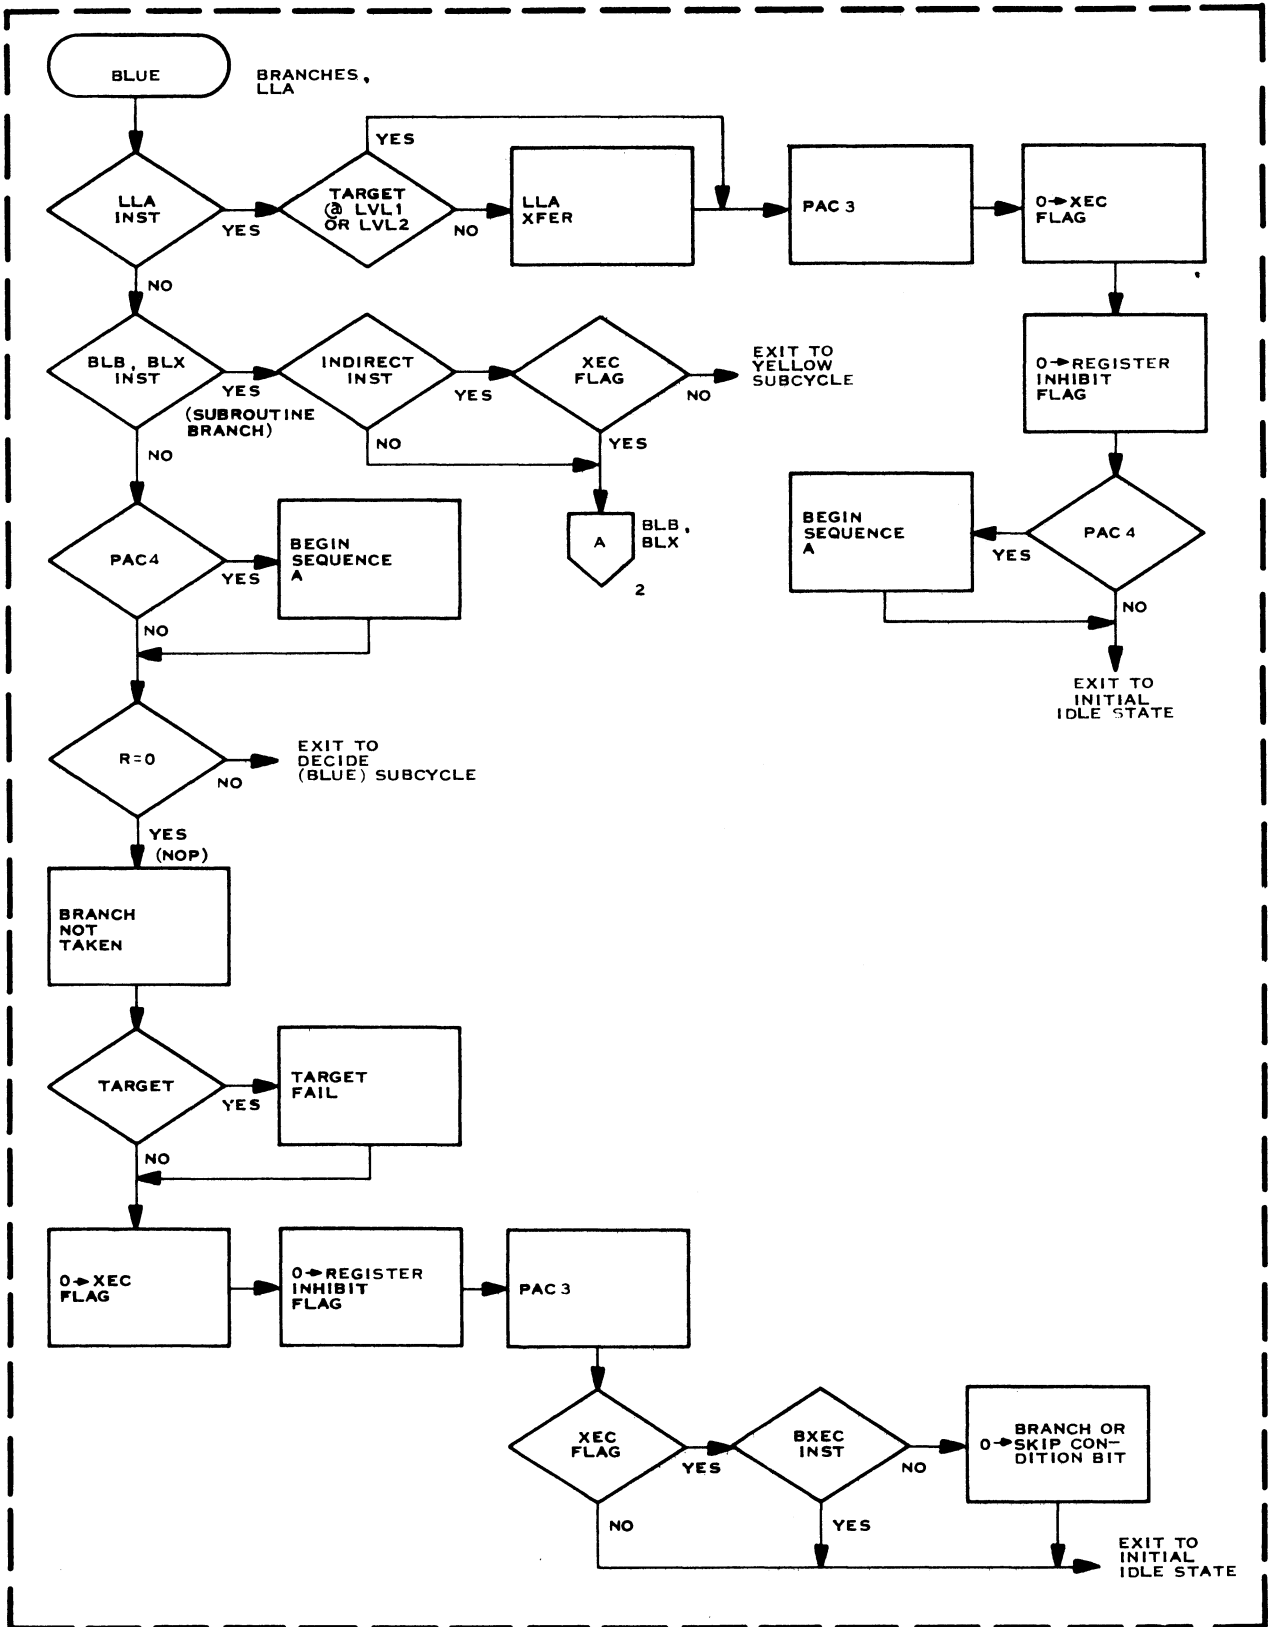 BLUE
BRANCHES,
LLA
LLA
INST
YES
NO
TARGET
@ LVL1
OR LVL2
YES
NO
LLA
XFER
PAC 3
0→XEC
FLAG
0→REGISTER
INHIBIT
FLAG
PAC 4
YES
NO
BEGIN
SEQUENCE
A
EXIT TO
INITIAL
IDLE STATE
BLB, BLX
INST
YES
(SUBROUTINE
BRANCH)
NO
INDIRECT
INST
YES
NO
XEC
FLAG
NO
YES
EXIT TO
YELLOW
SUBCYCLE
A
BLB,
BLX
2
PAC4
YES
NO
BEGIN
SEQUENCE
A
R=0
NO
EXIT TO
DECIDE
(BLUE) SUBCYCLE
YES
(NOP)
BRANCH
NOT
TAKEN
TARGET
YES
NO
TARGET
FAIL
0→XEC
FLAG
0→REGISTER
INHIBIT
FLAG
PAC 3
XEC
FLAG
YES
NO
BXEC
INST
NO
YES
0→BRANCH OR
SKIP CON-
DITION BIT
EXIT TO
INITIAL
IDLE STATE